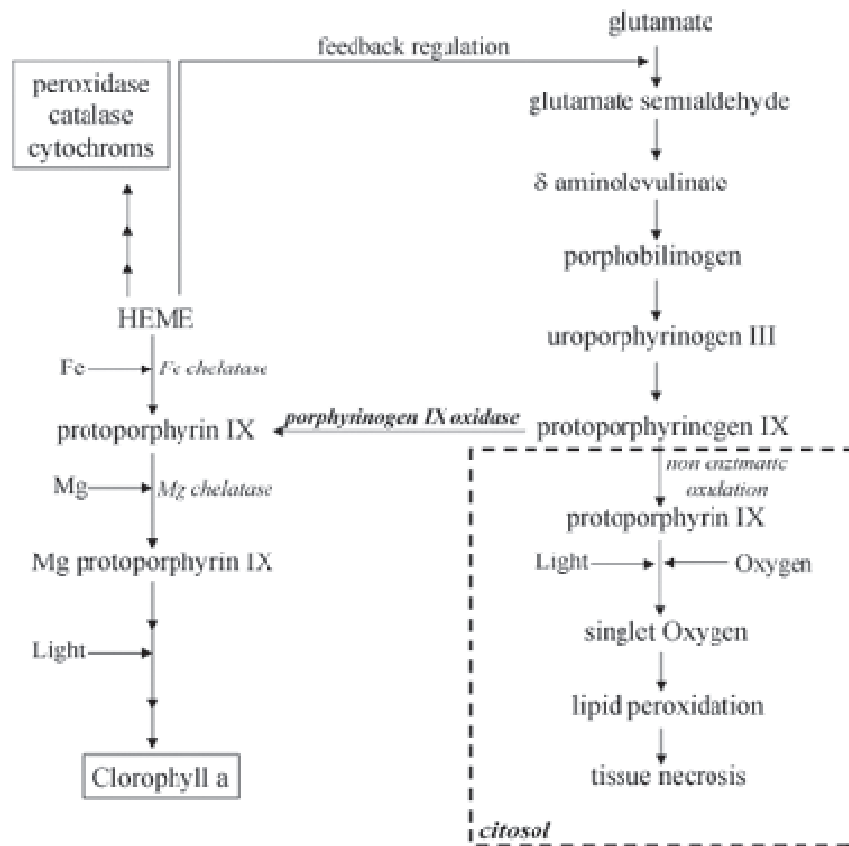 glutamate
feedback regulation
peroxidase
catalase
cytochroms
glutamate semialdehyde
δ aminolevulinate
porphobilinogen
HEME
uroporphyrinogen III
Fe
Fe chelatase
protoporphyrin IX
porphyrinogen IX oxidase
protoporphyrinogen IX
non enzimatic
oxidation
Mg
Mg chelatase
protoporphyrin IX
Mg protoporphyrin IX
Light
Oxygen
singlet Oxygen
Light
lipid peroxidation
Clorophyll a
tissue necrosis
citosol